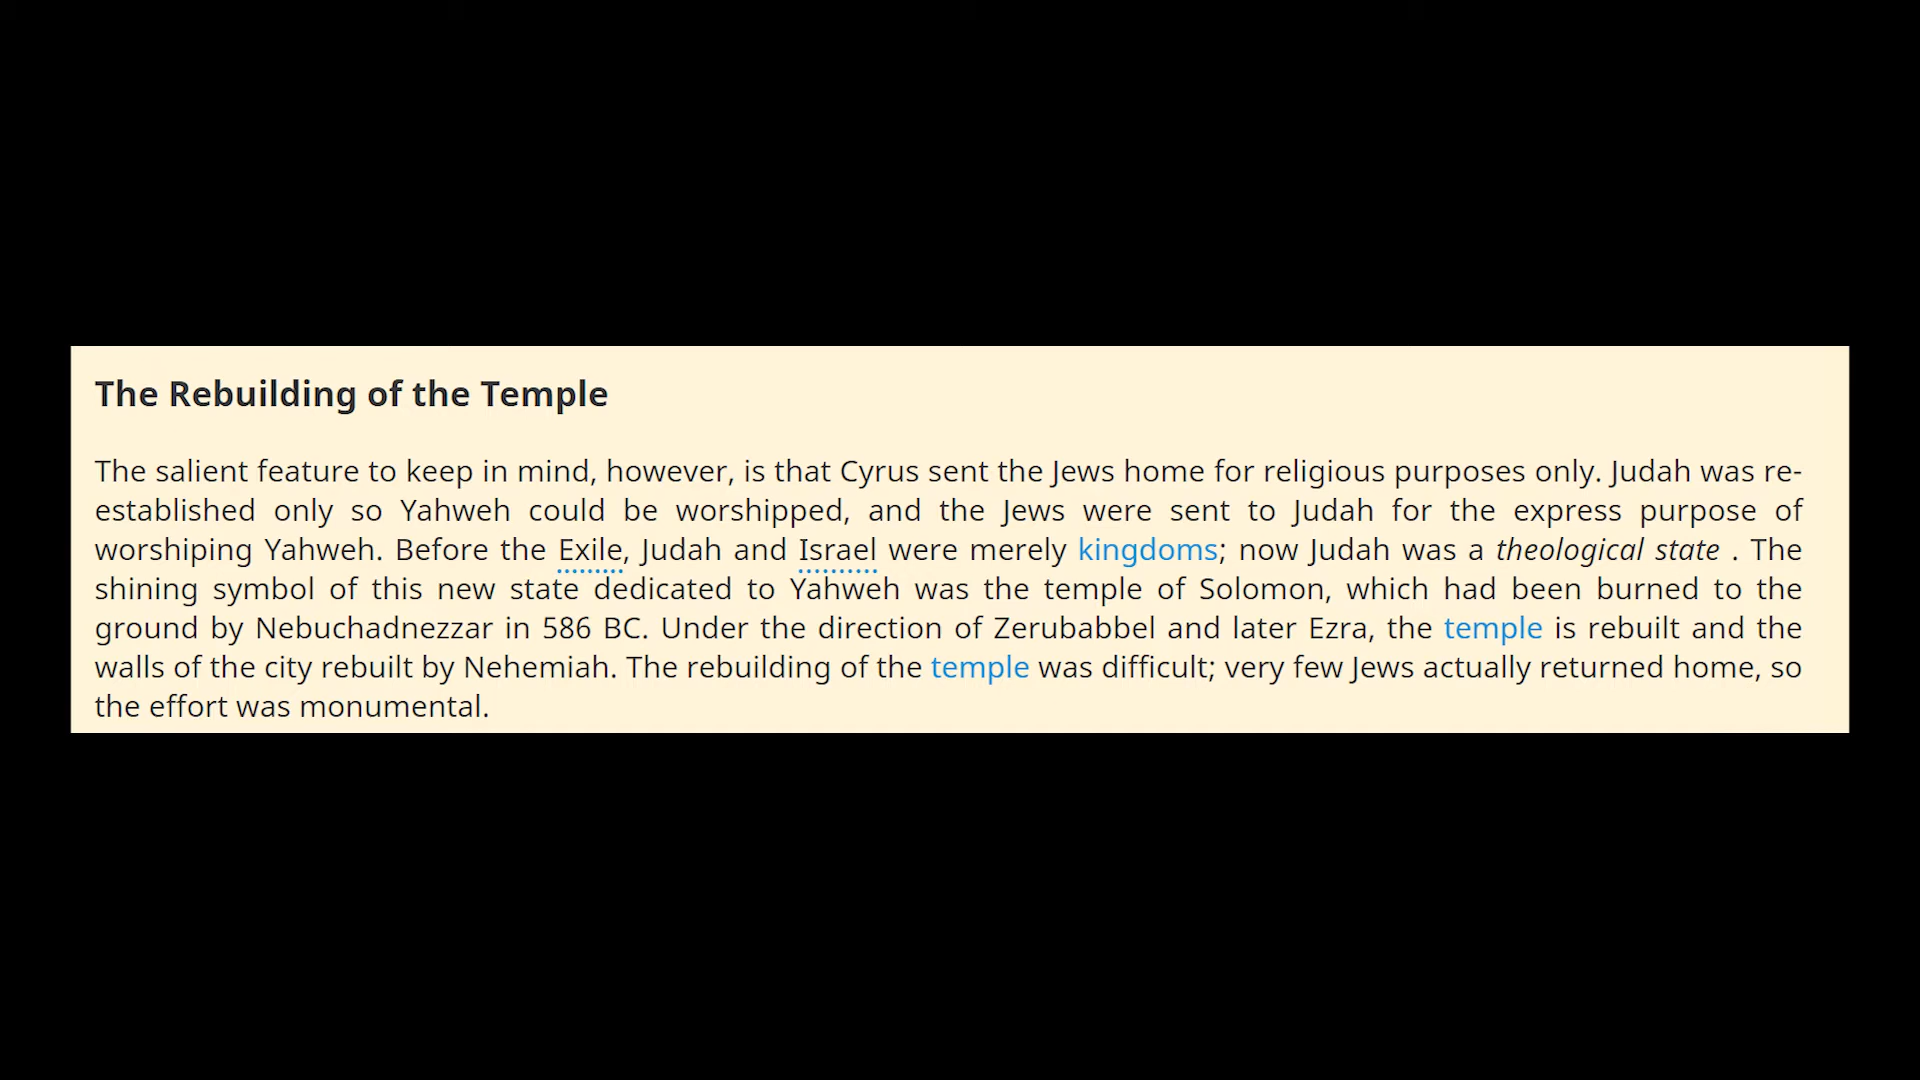 The Rebuilding of the Temple
The salient feature to keep in mind, however, is that Cyrus sent the Jews home for religious purposes only. Judah was re-
established only so Yahweh could be worshipped, and the Jews were sent to Judah for the express purpose of
worshiping Yahweh. Before the Exile, Judah and Israel were merely kingdoms; now Judah was a theological state . The
shining symbol of this new state dedicated to Yahweh was the temple of Solomon, which had been burned to the
ground by Nebuchadnezzar in 586 BC. Under the direction of Zerubabbel and later Ezra, the temple is rebuilt and the
walls of the city rebuilt by Nehemiah. The rebuilding of the temple was difficult; very few Jews actually returned home, so
the effort was monumental.